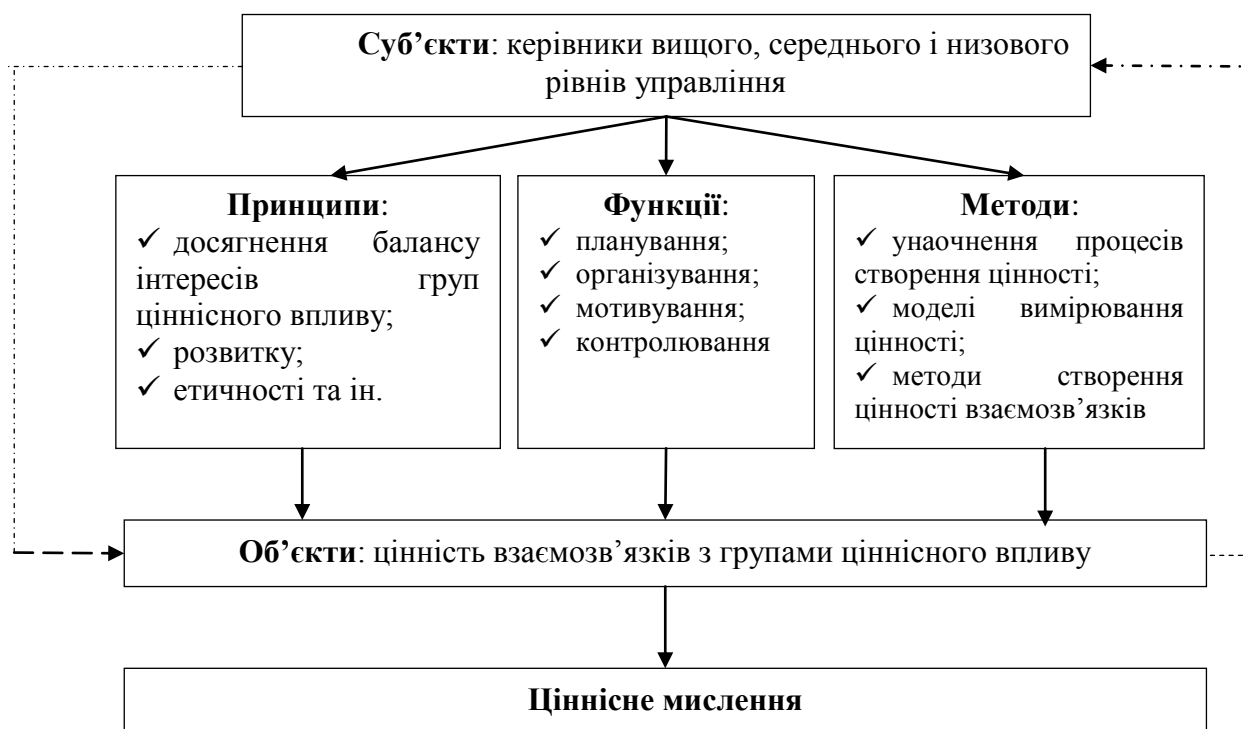 Суб’єкти: керівники вищого, середнього і низового
рівнів управління
Принципи:
✓ досягнення балансу
інтересів груп
ціннісного впливу;
✓ розвитку;
✓ етичності та ін.
Функції:
✓ планування;
✓ організування;
✓ мотивування;
✓ контролювання
Методи:
✓ унаочнення процесів
створення цінності;
✓ моделі вимірювання
цінності;
✓ методи створення
цінності взаємозв’язків
Об’єкти: цінність взаємозв’язків з групами ціннісного впливу
Ціннісне мислення